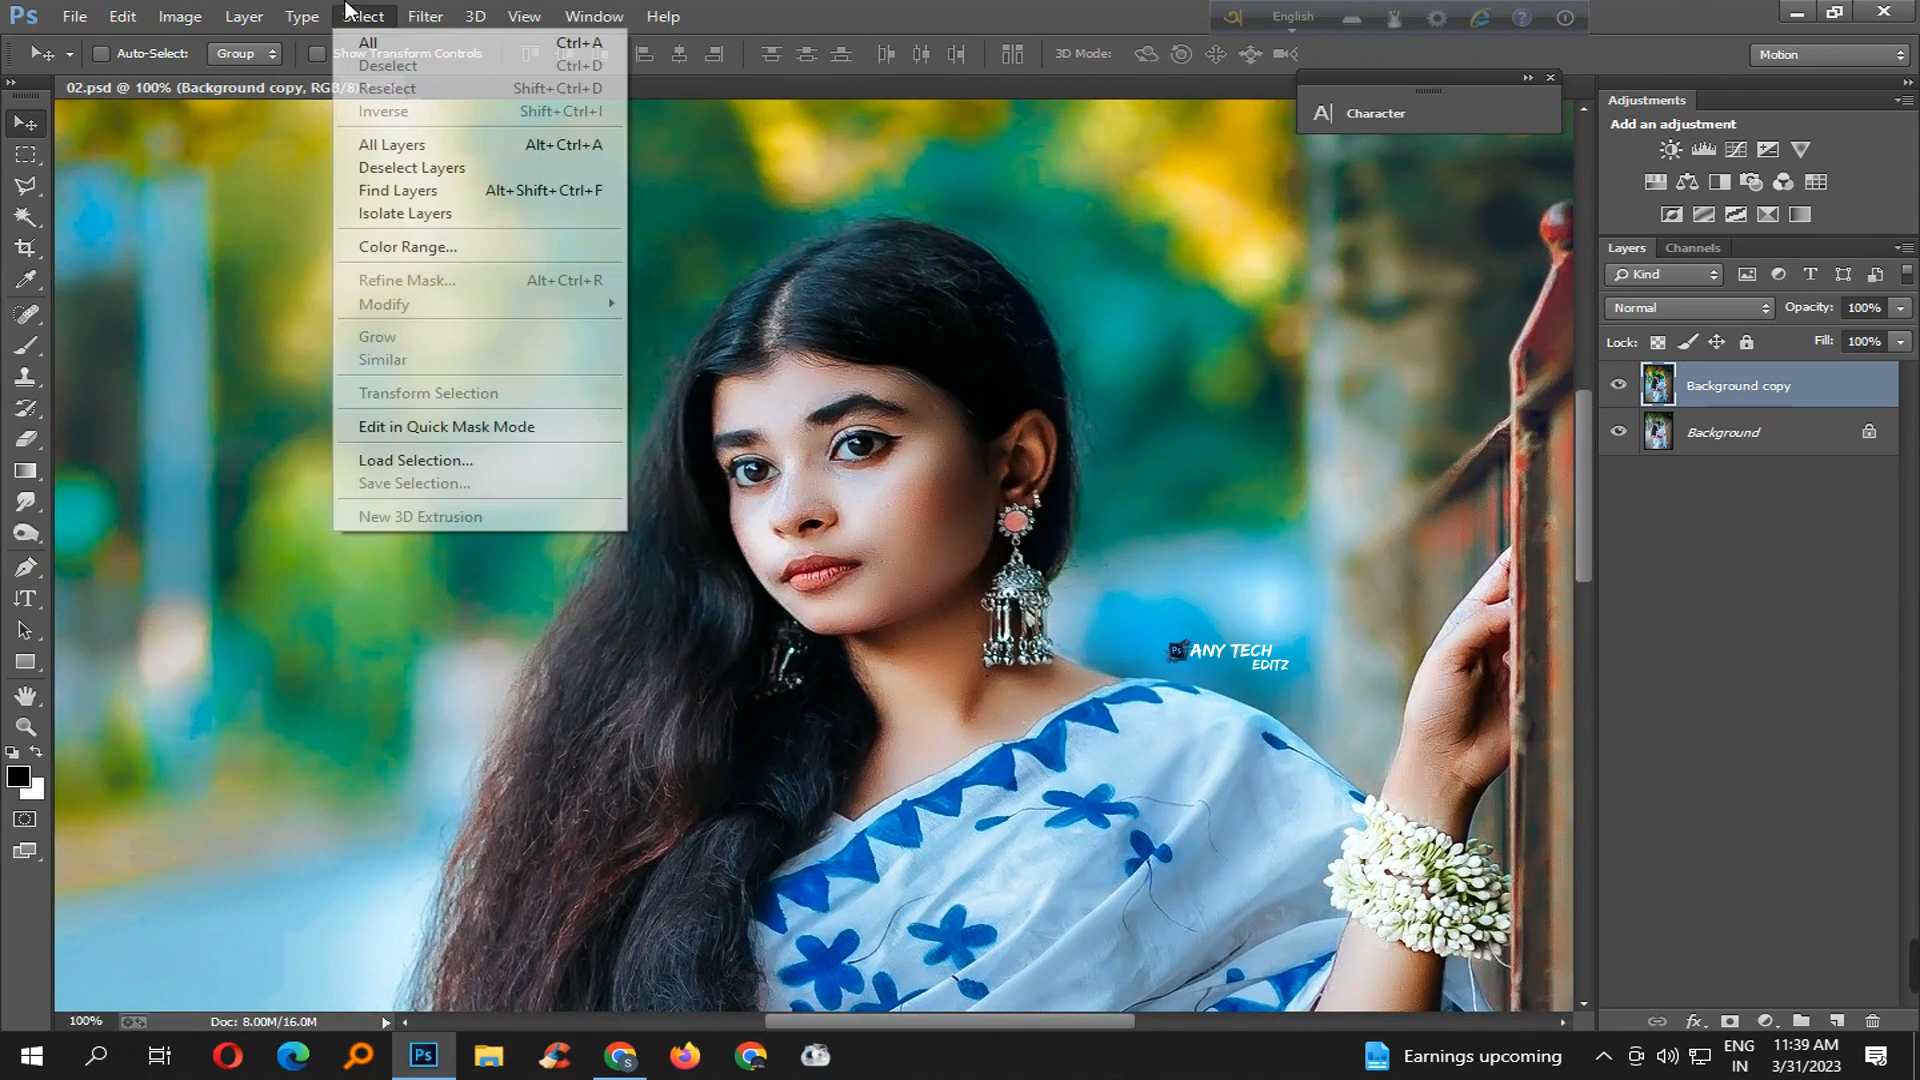 Ps File Edit Image Layer Type Select Filter 3D View Window Help
English
Auto-Select: Group Show Transform Controls 3D Mode: Motion
02.psd @ 100% (Background copy, RGB/8)
All Ctrl+A
Deselect Ctrl+D
Reselect Shift+Ctrl+D
Inverse Shift+Ctrl+I
All Layers Alt+Ctrl+A
Deselect Layers
Find Layers Alt+Shift+Ctrl+F
Isolate Layers
Color Range...
Refine Mask... Alt+Ctrl+R
Modify
Grow
Similar
Transform Selection
Edit in Quick Mask Mode
Load Selection...
Save Selection...
New 3D Extrusion
A| Character
Adjustments
Add an adjustment
Layers Channels
Kind
Normal Opacity: 100%
Lock: Fill: 100%
Background copy
Background
Ps ANY TECH
EDITZ
100% Doc: 8.00M/16.0M
fx
Ps
S
Earnings upcoming
ENG
IN
11:39 AM
3/31/2023